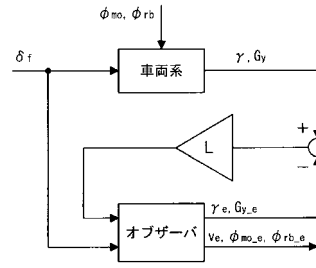 φmo, φrb
δf
車両系
γ, Gy
+
L
−
オブザーバ
γe, Gy_e
Ve, φmo_e, φrb_e